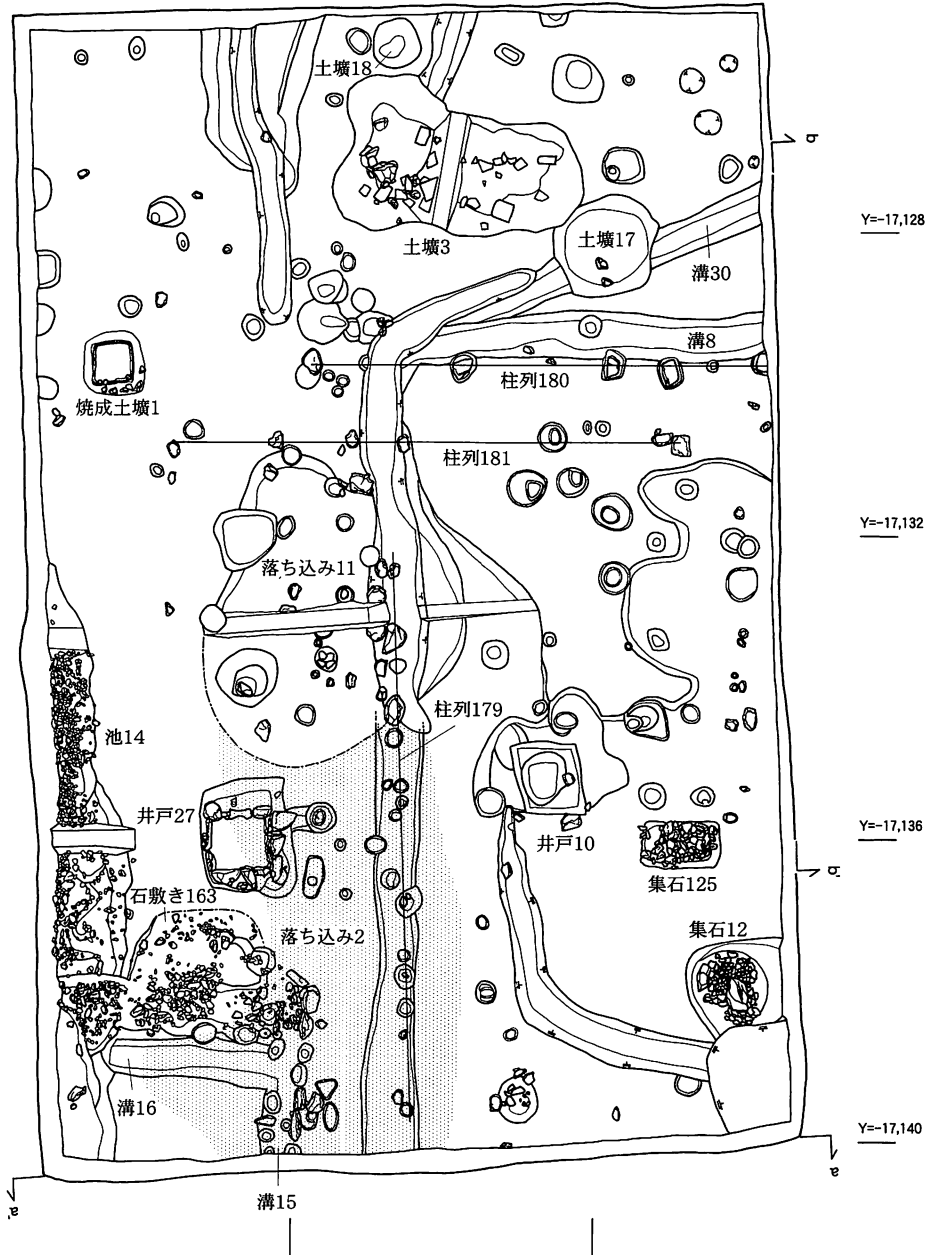 土壙18
b
土壙3
土壙17
溝30
Y=-17,128
溝8
柱列180
焼成土壙1
柱列181
Y=-17,132
落ち込み11
柱列179
池14
井戸27
井戸10
Y=-17,136
集石125
b'
石敷き163
落ち込み2
集石12
溝16
Y=-17,140
a
a'
溝15